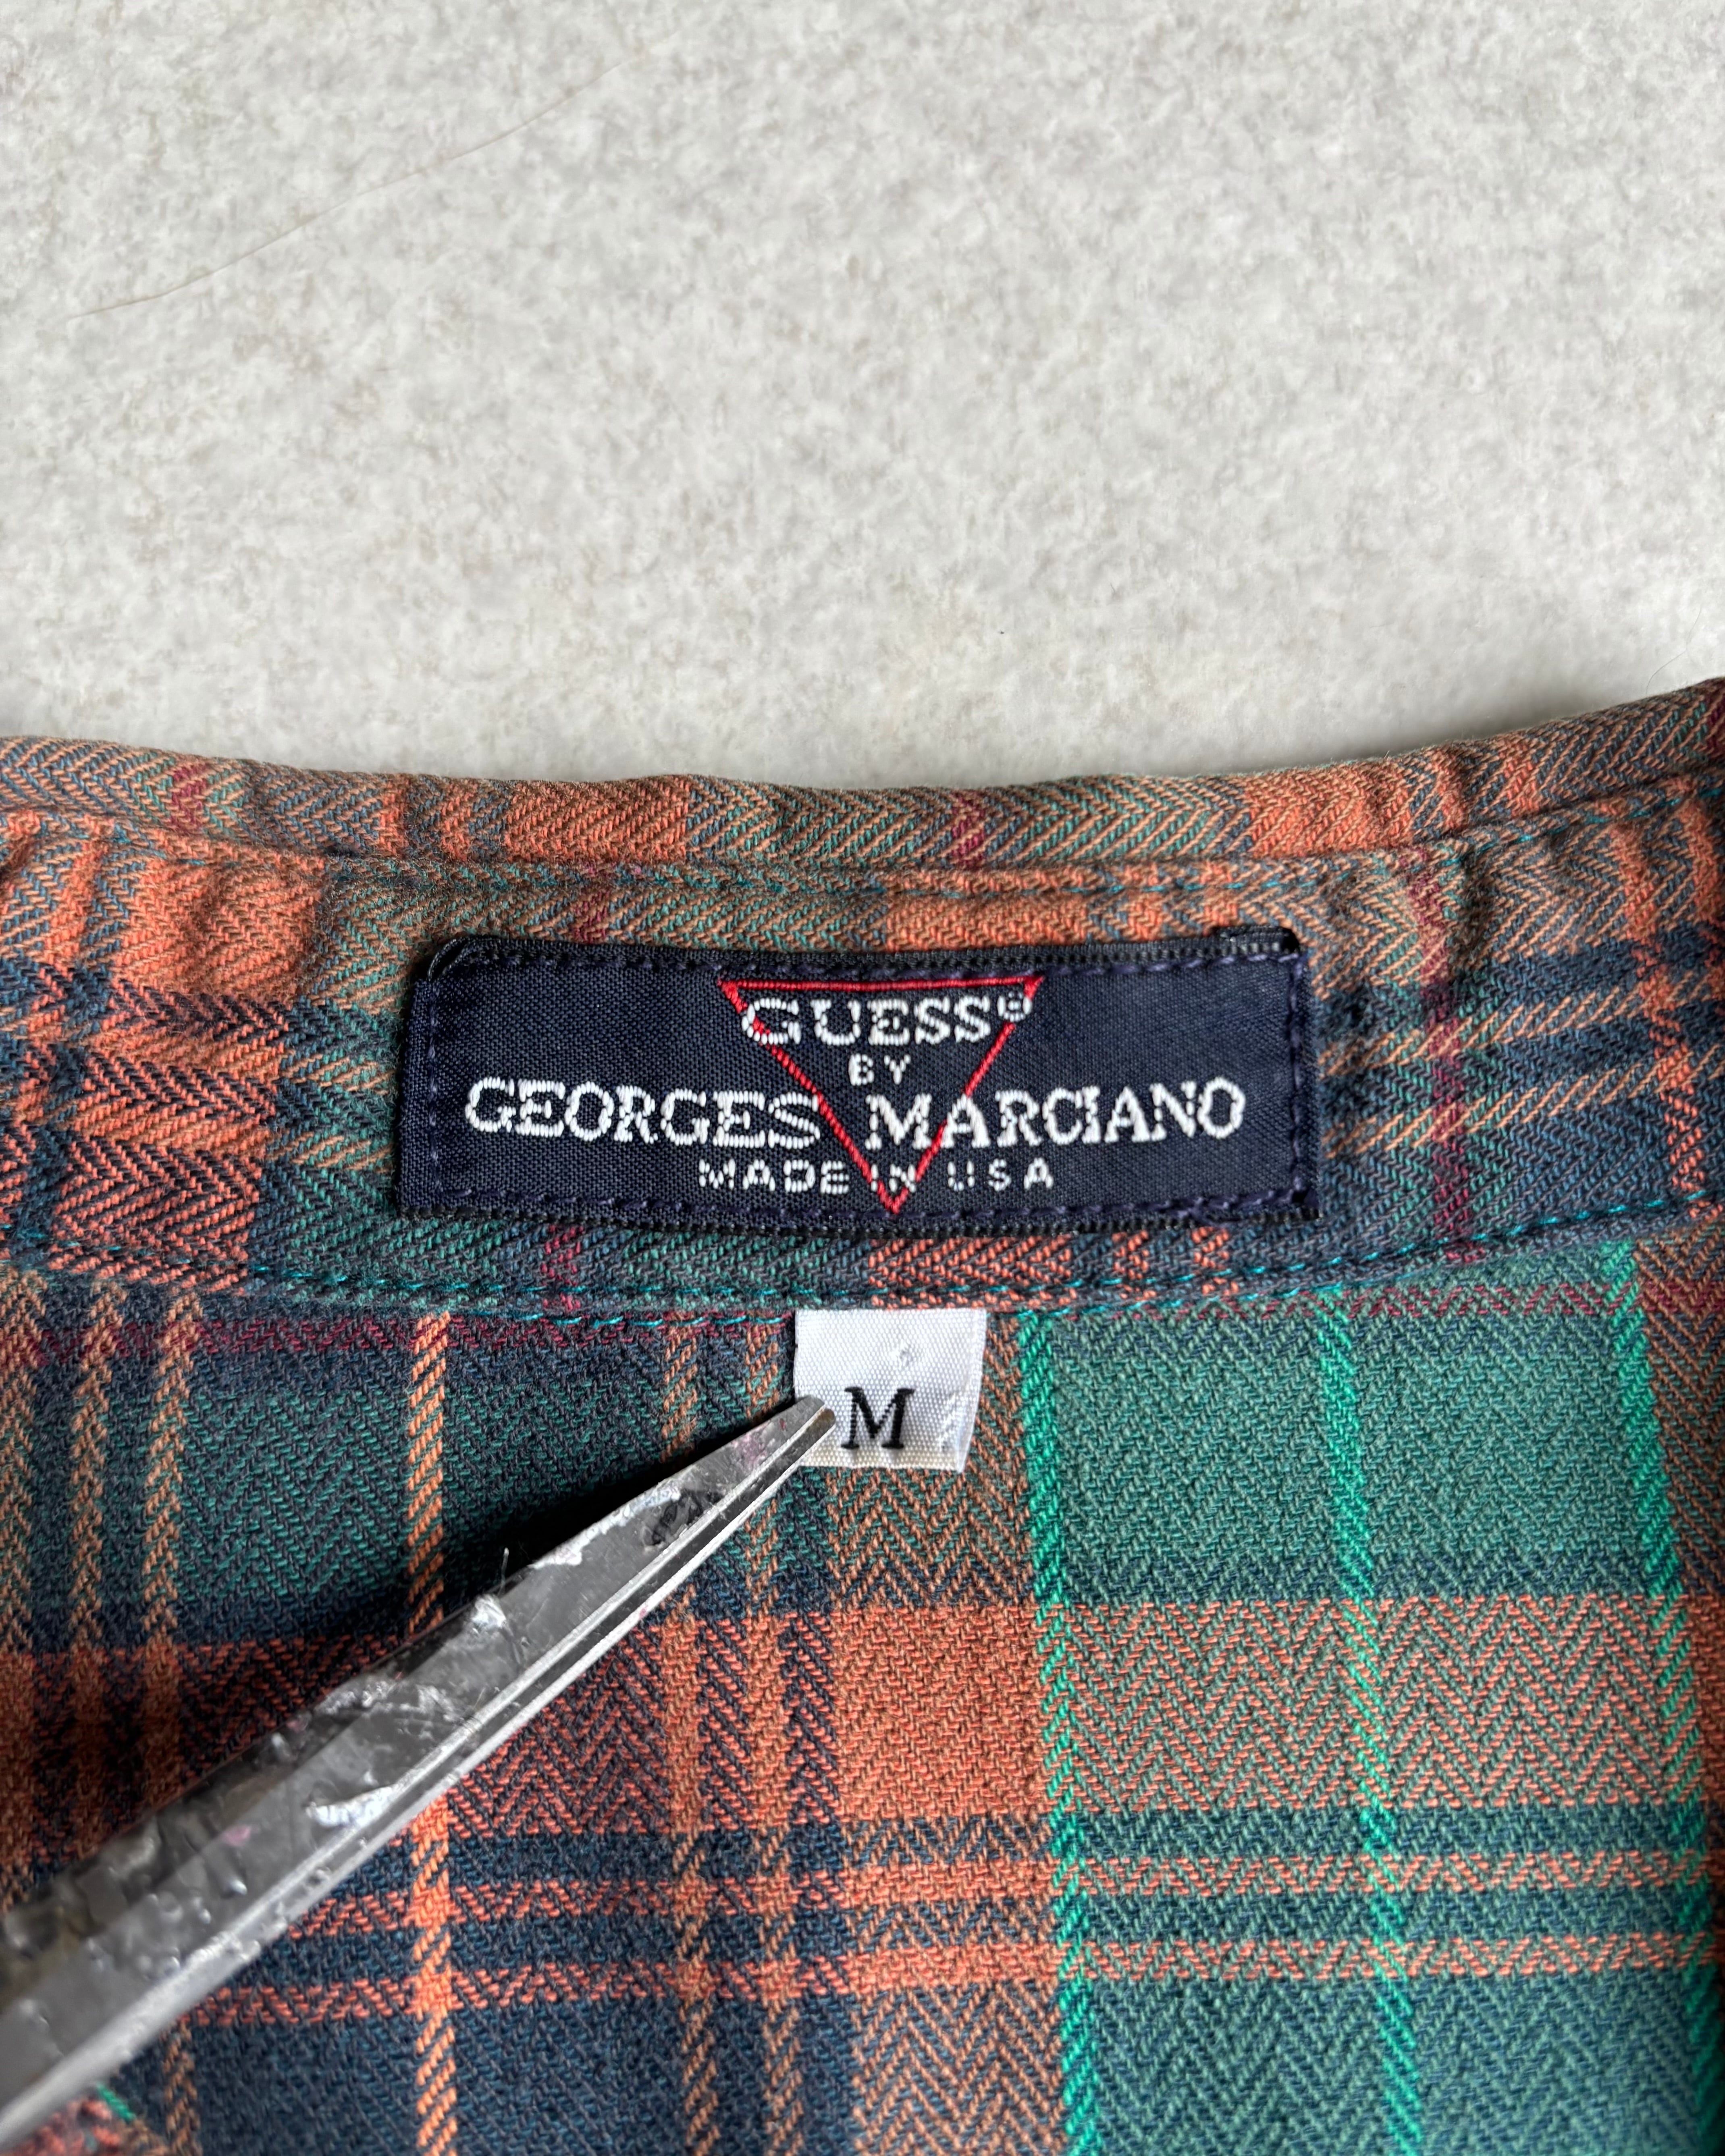 GUESS®
BY
GEORGES MARCIANO
MADE IN USA
M